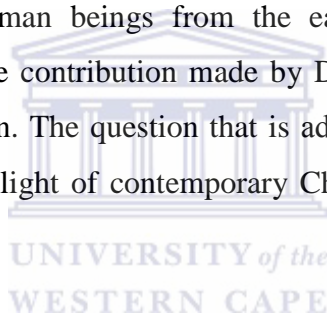 man beings from the ea
e contribution made by D
n. The question that is ad
light of contemporary Ch
UNIVERSITY of the
WESTERN CAPE